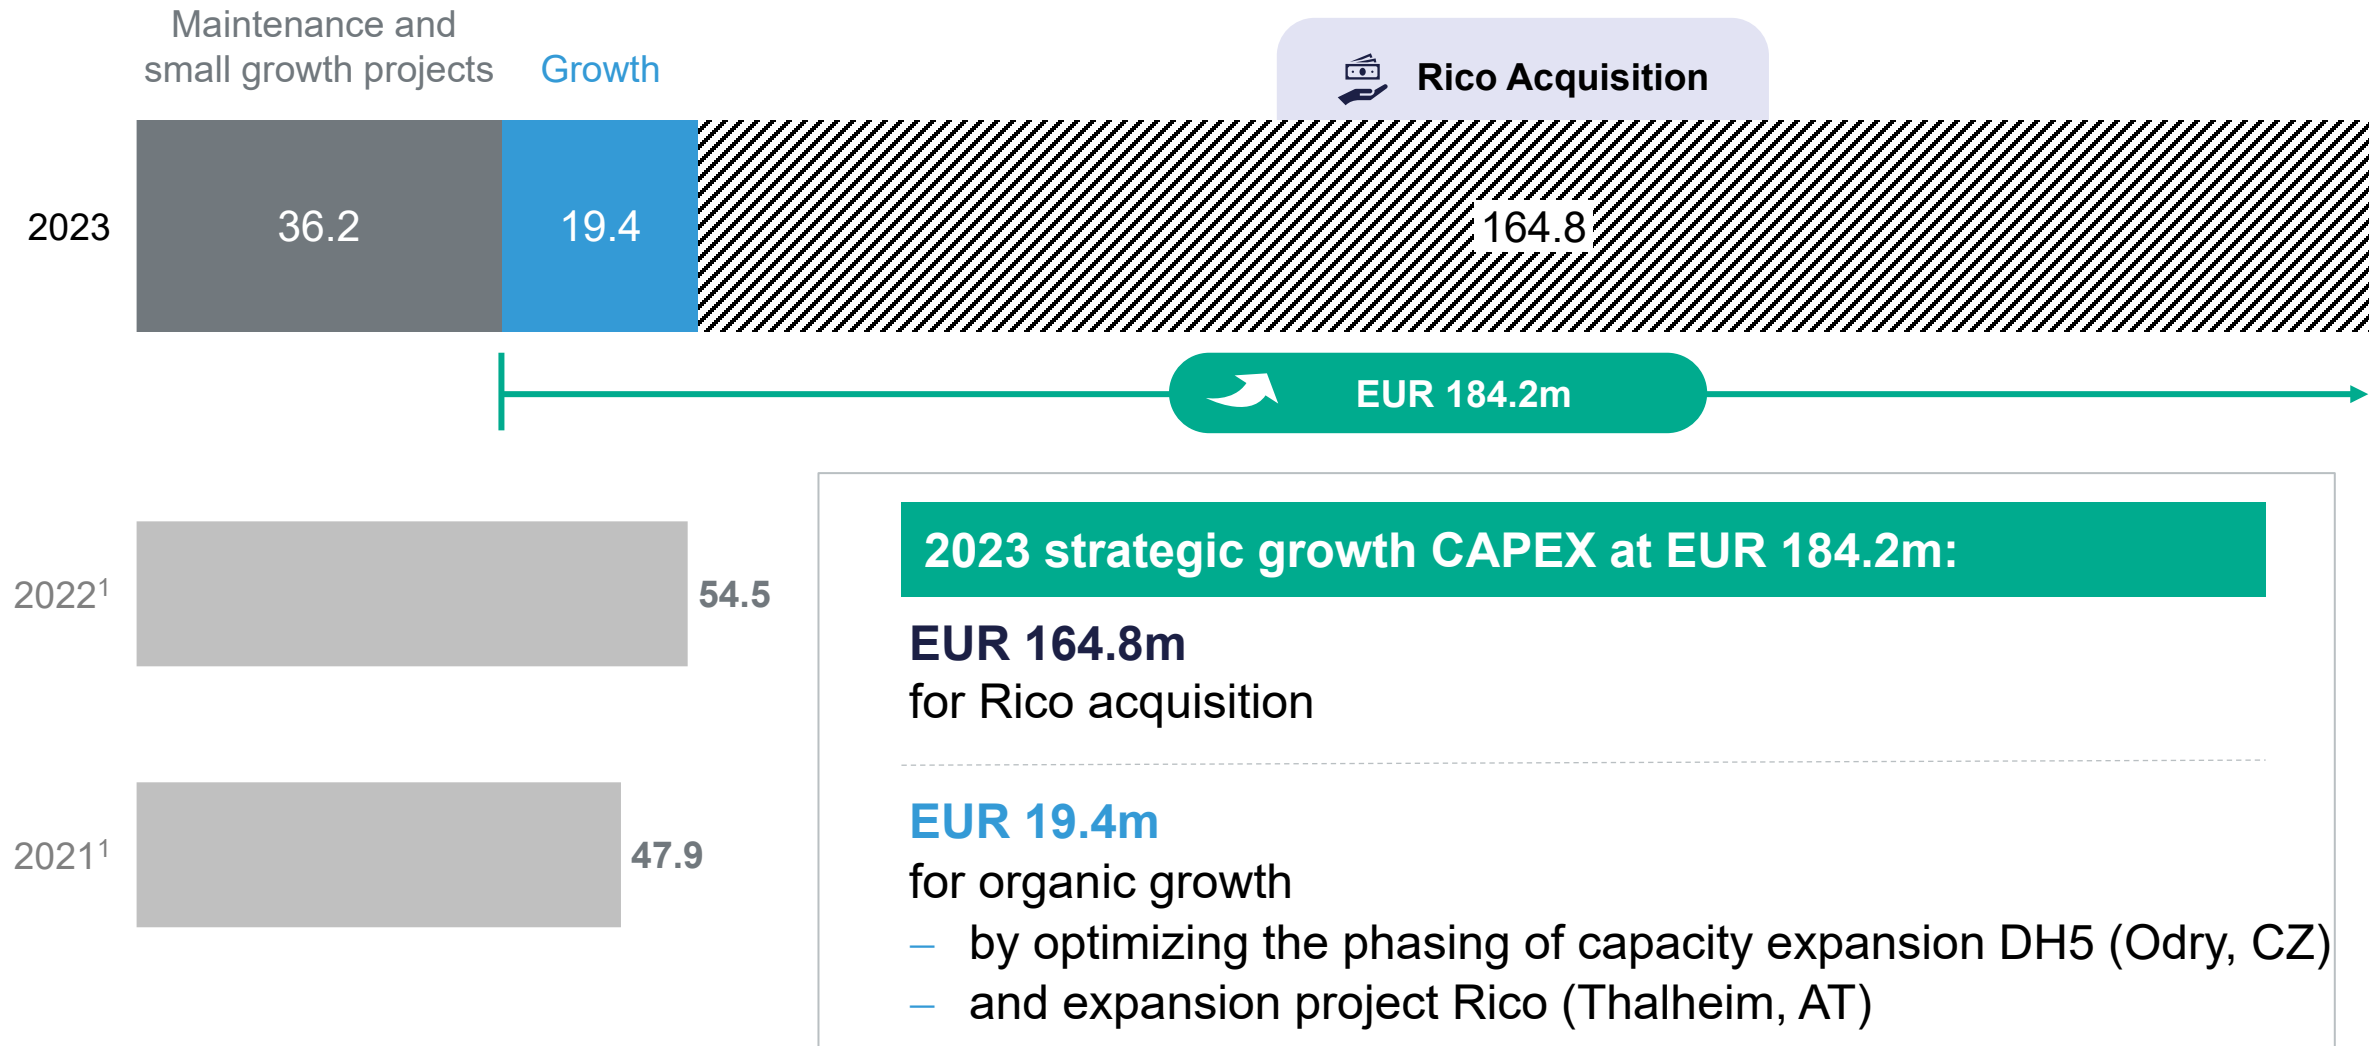 Maintenance and
small growth projects
Growth
Rico Acquisition
2023
36.2
19.4
164.8
EUR 184.2m
2022¹
54.5
2021¹
47.9
2023 strategic growth CAPEX at EUR 184.2m:
EUR 164.8m
for Rico acquisition
EUR 19.4m
for organic growth
– by optimizing the phasing of capacity expansion DH5 (Odry, CZ)
– and expansion project Rico (Thalheim, AT)